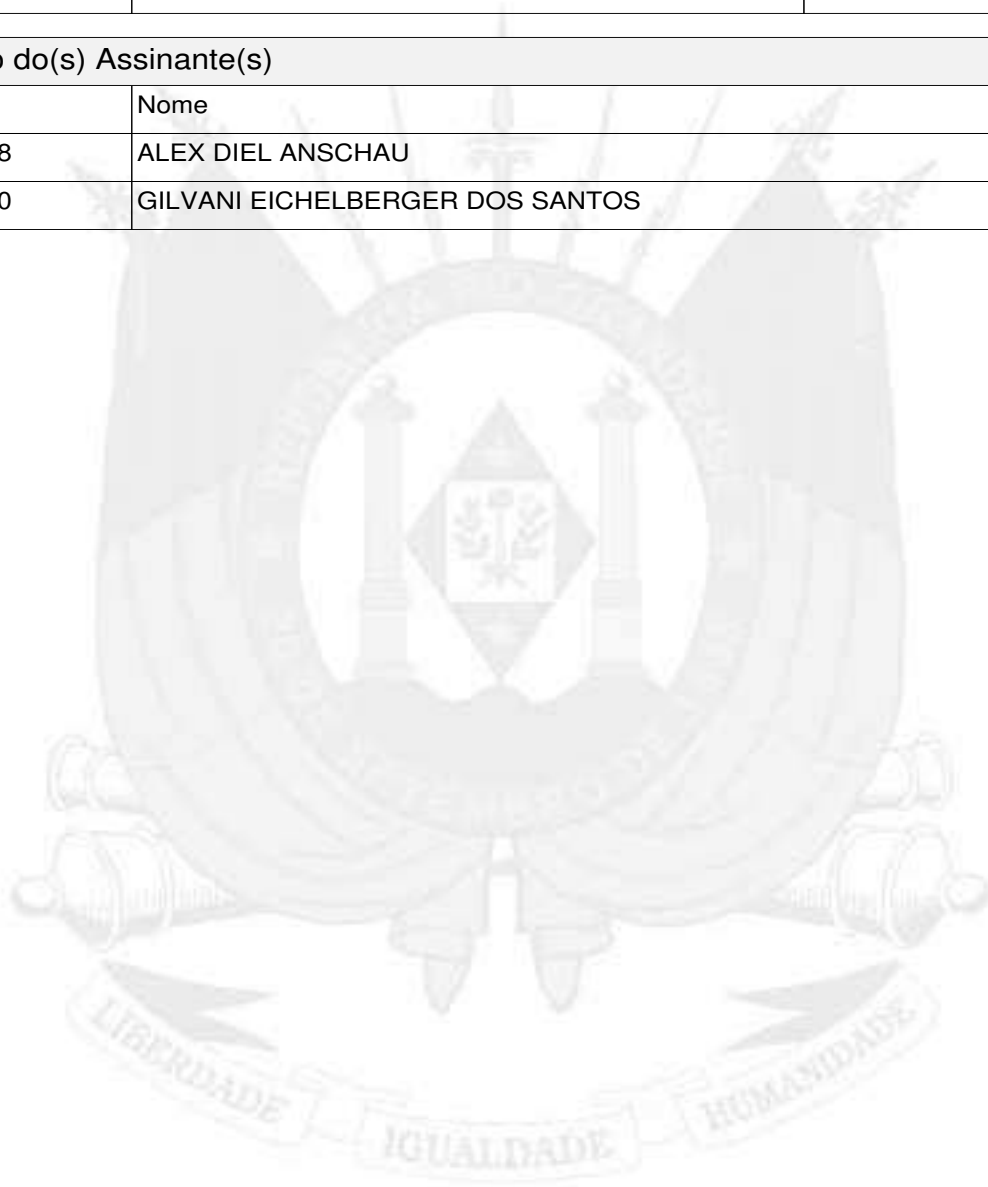 o do(s) Assinante(s)
Nome
8 ALEX DIEL ANSCHAU
0 GILVANI EICHELBERGER DOS SANTOS
LIBERDADE IGUALDADE HUMANIDADE